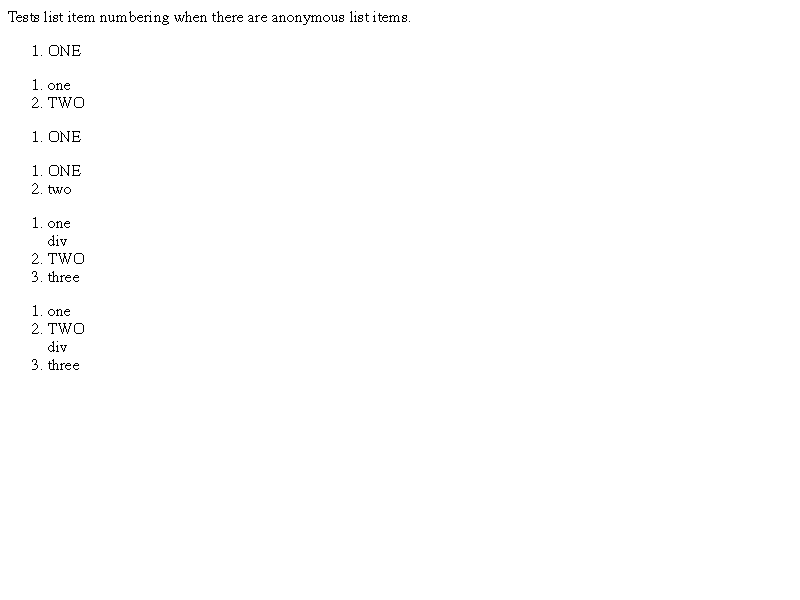 Tests list item numbering when there are anonymous list items.
1. ONE
1. one
2. TWO
1. ONE
1. ONE
2. two
1. one
div
2. TWO
3. three
1. one
2. TWO
div
3. three